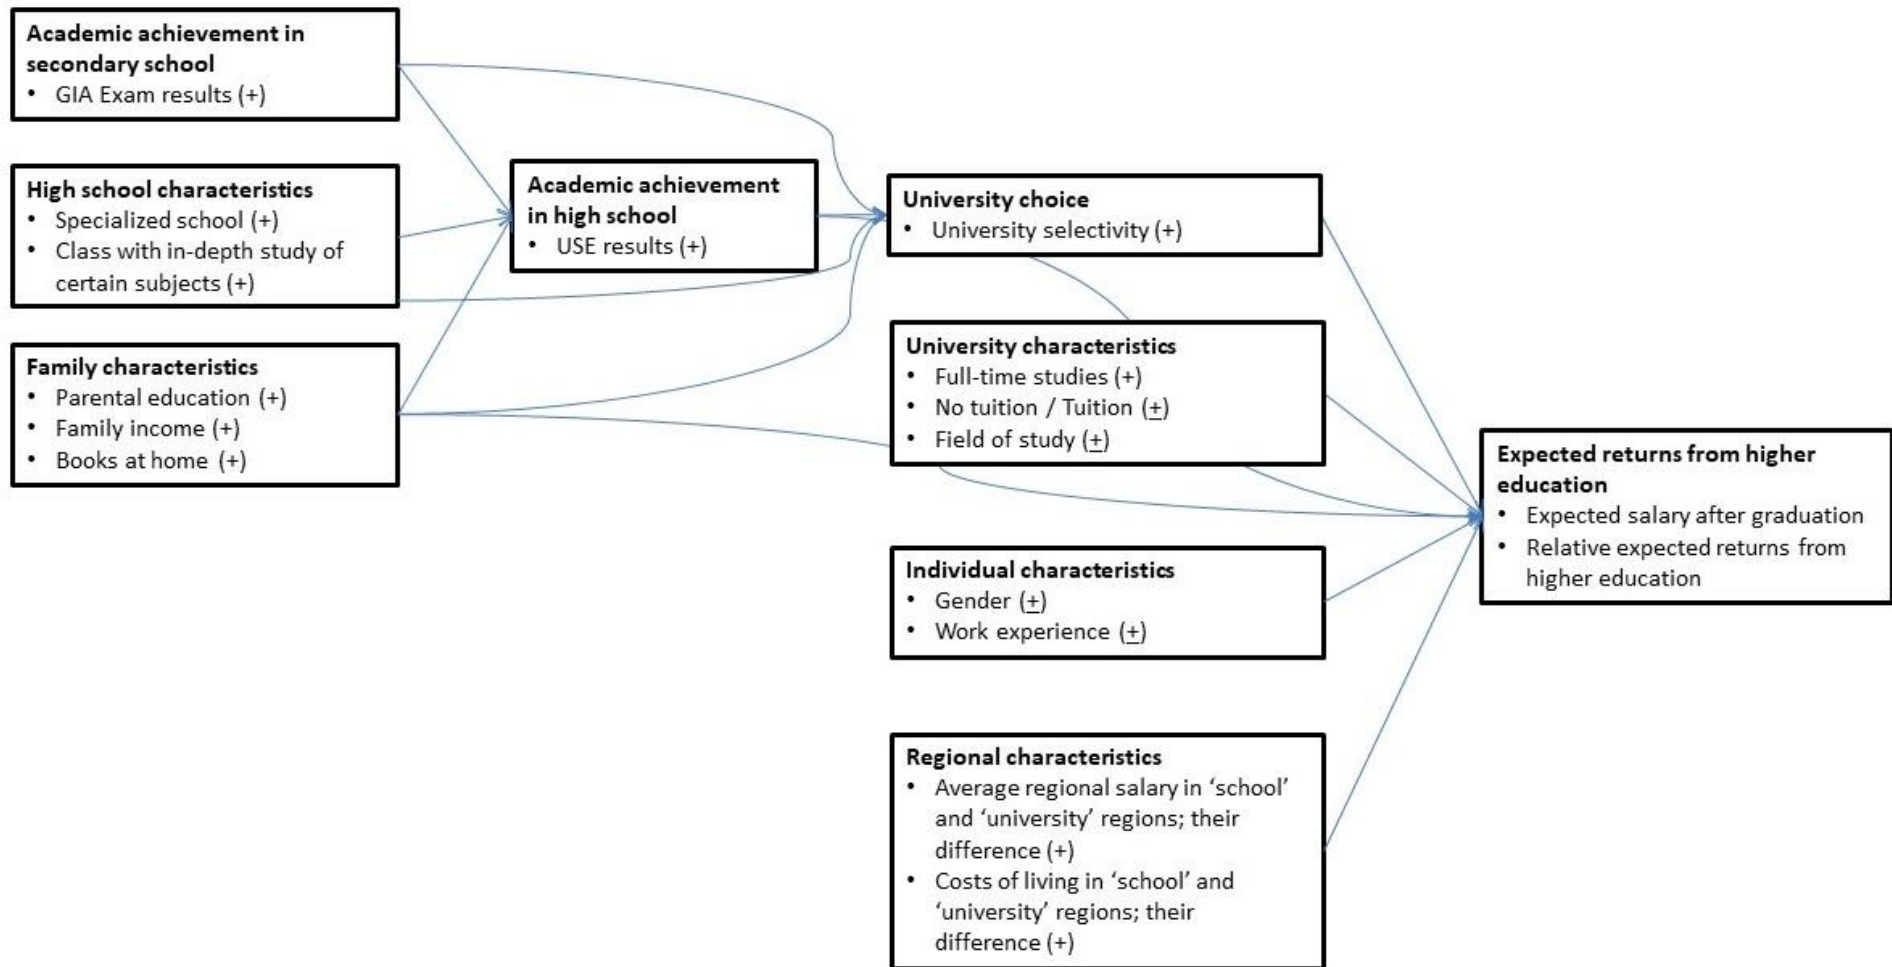 Academic achievement in
secondary school
• GIA Exam results (+)
High school characteristics
• Specialized school (+)
• Class with in-depth study of
certain subjects (+)
Family characteristics
• Parental education (+)
• Family income (+)
• Books at home (+)
Academic achievement
in high school
• USE results (+)
University choice
• University selectivity (+)
University characteristics
• Full-time studies (+)
• No tuition / Tuition (±)
• Field of study (±)
Individual characteristics
• Gender (±)
• Work experience (±)
Regional characteristics
• Average regional salary in ‘school’
and ‘university’ regions; their
difference (+)
• Costs of living in ‘school’ and
‘university’ regions; their
difference (+)
Expected returns from higher
education
• Expected salary after graduation
• Relative expected returns from
higher education